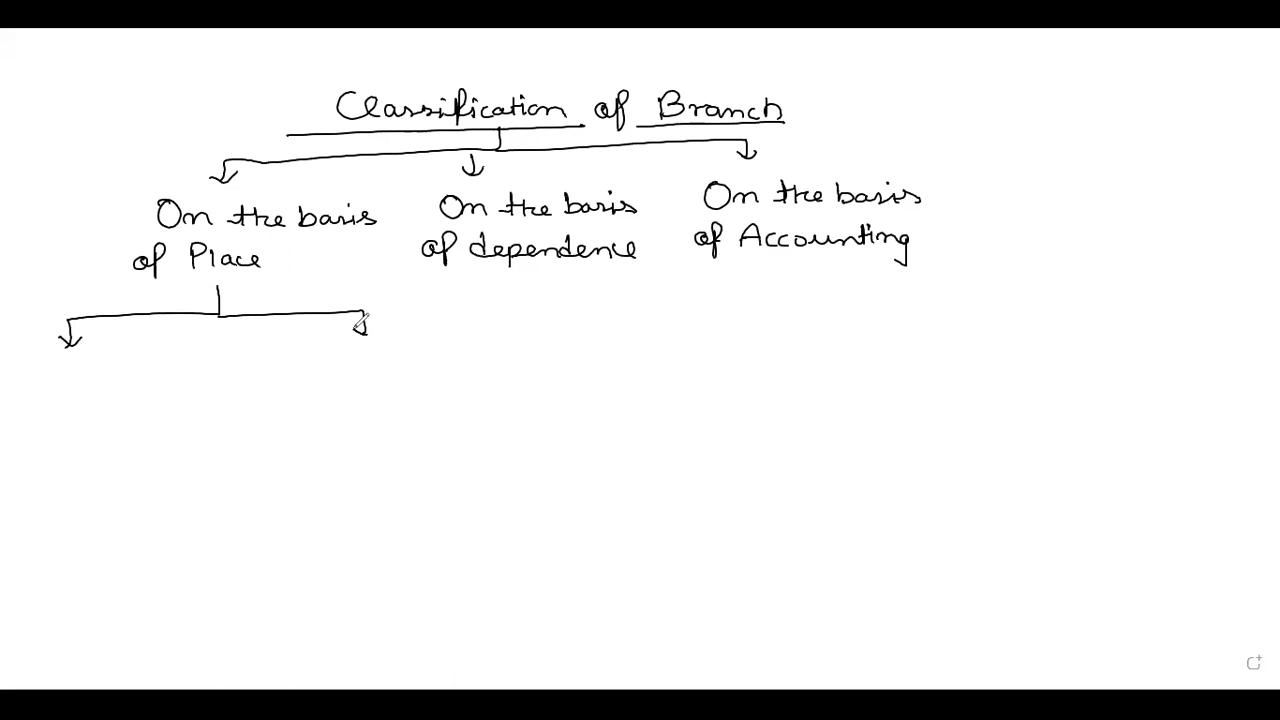 Classification of Branch
On the basis
of Place
On the basis
of dependence
On the basis
of Accounting